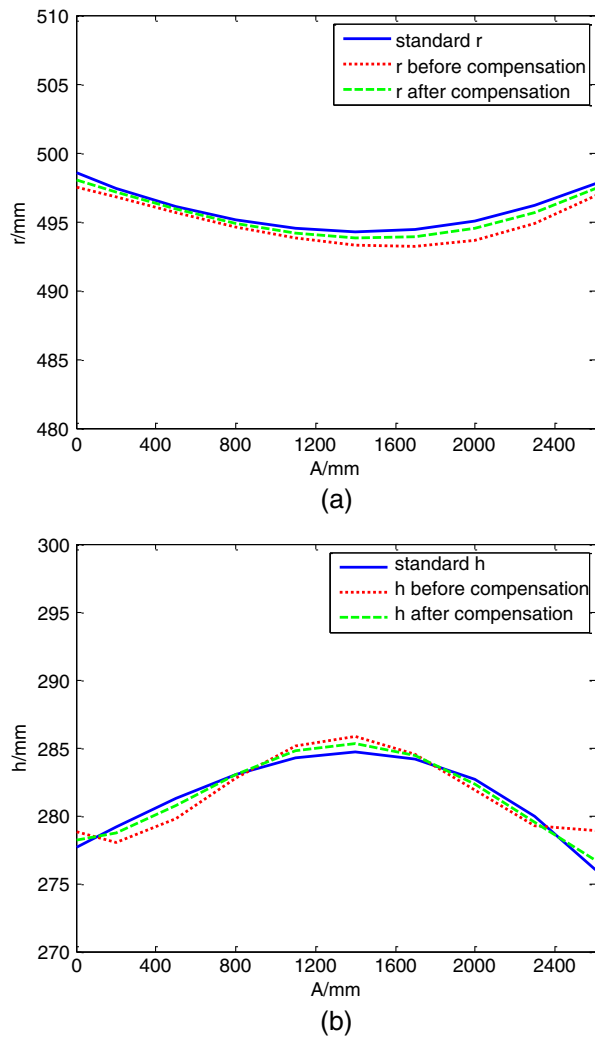 510
505
500
495
490
485
480
r/mm
standard r
r before compensation
r after compensation
0 400 800 1200 1600 2000 2400
A/mm
(a)
300
295
290
285
280
275
270
h/mm
standard h
h before compensation
h after compensation
0 400 800 1200 1600 2000 2400
A/mm
(b)